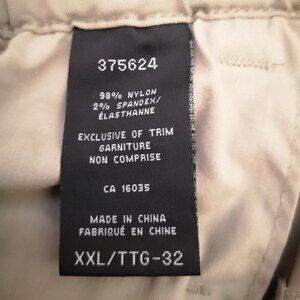 375624
98% NYLON
2% SPANDEX/
ÉLASTHANNE
EXCLUSIVE OF TRIM
GARNITURE
NON COMPRISE
CA 16035
MADE IN CHINA
FABRIQUÉ EN CHINE
XXL/TTG-32